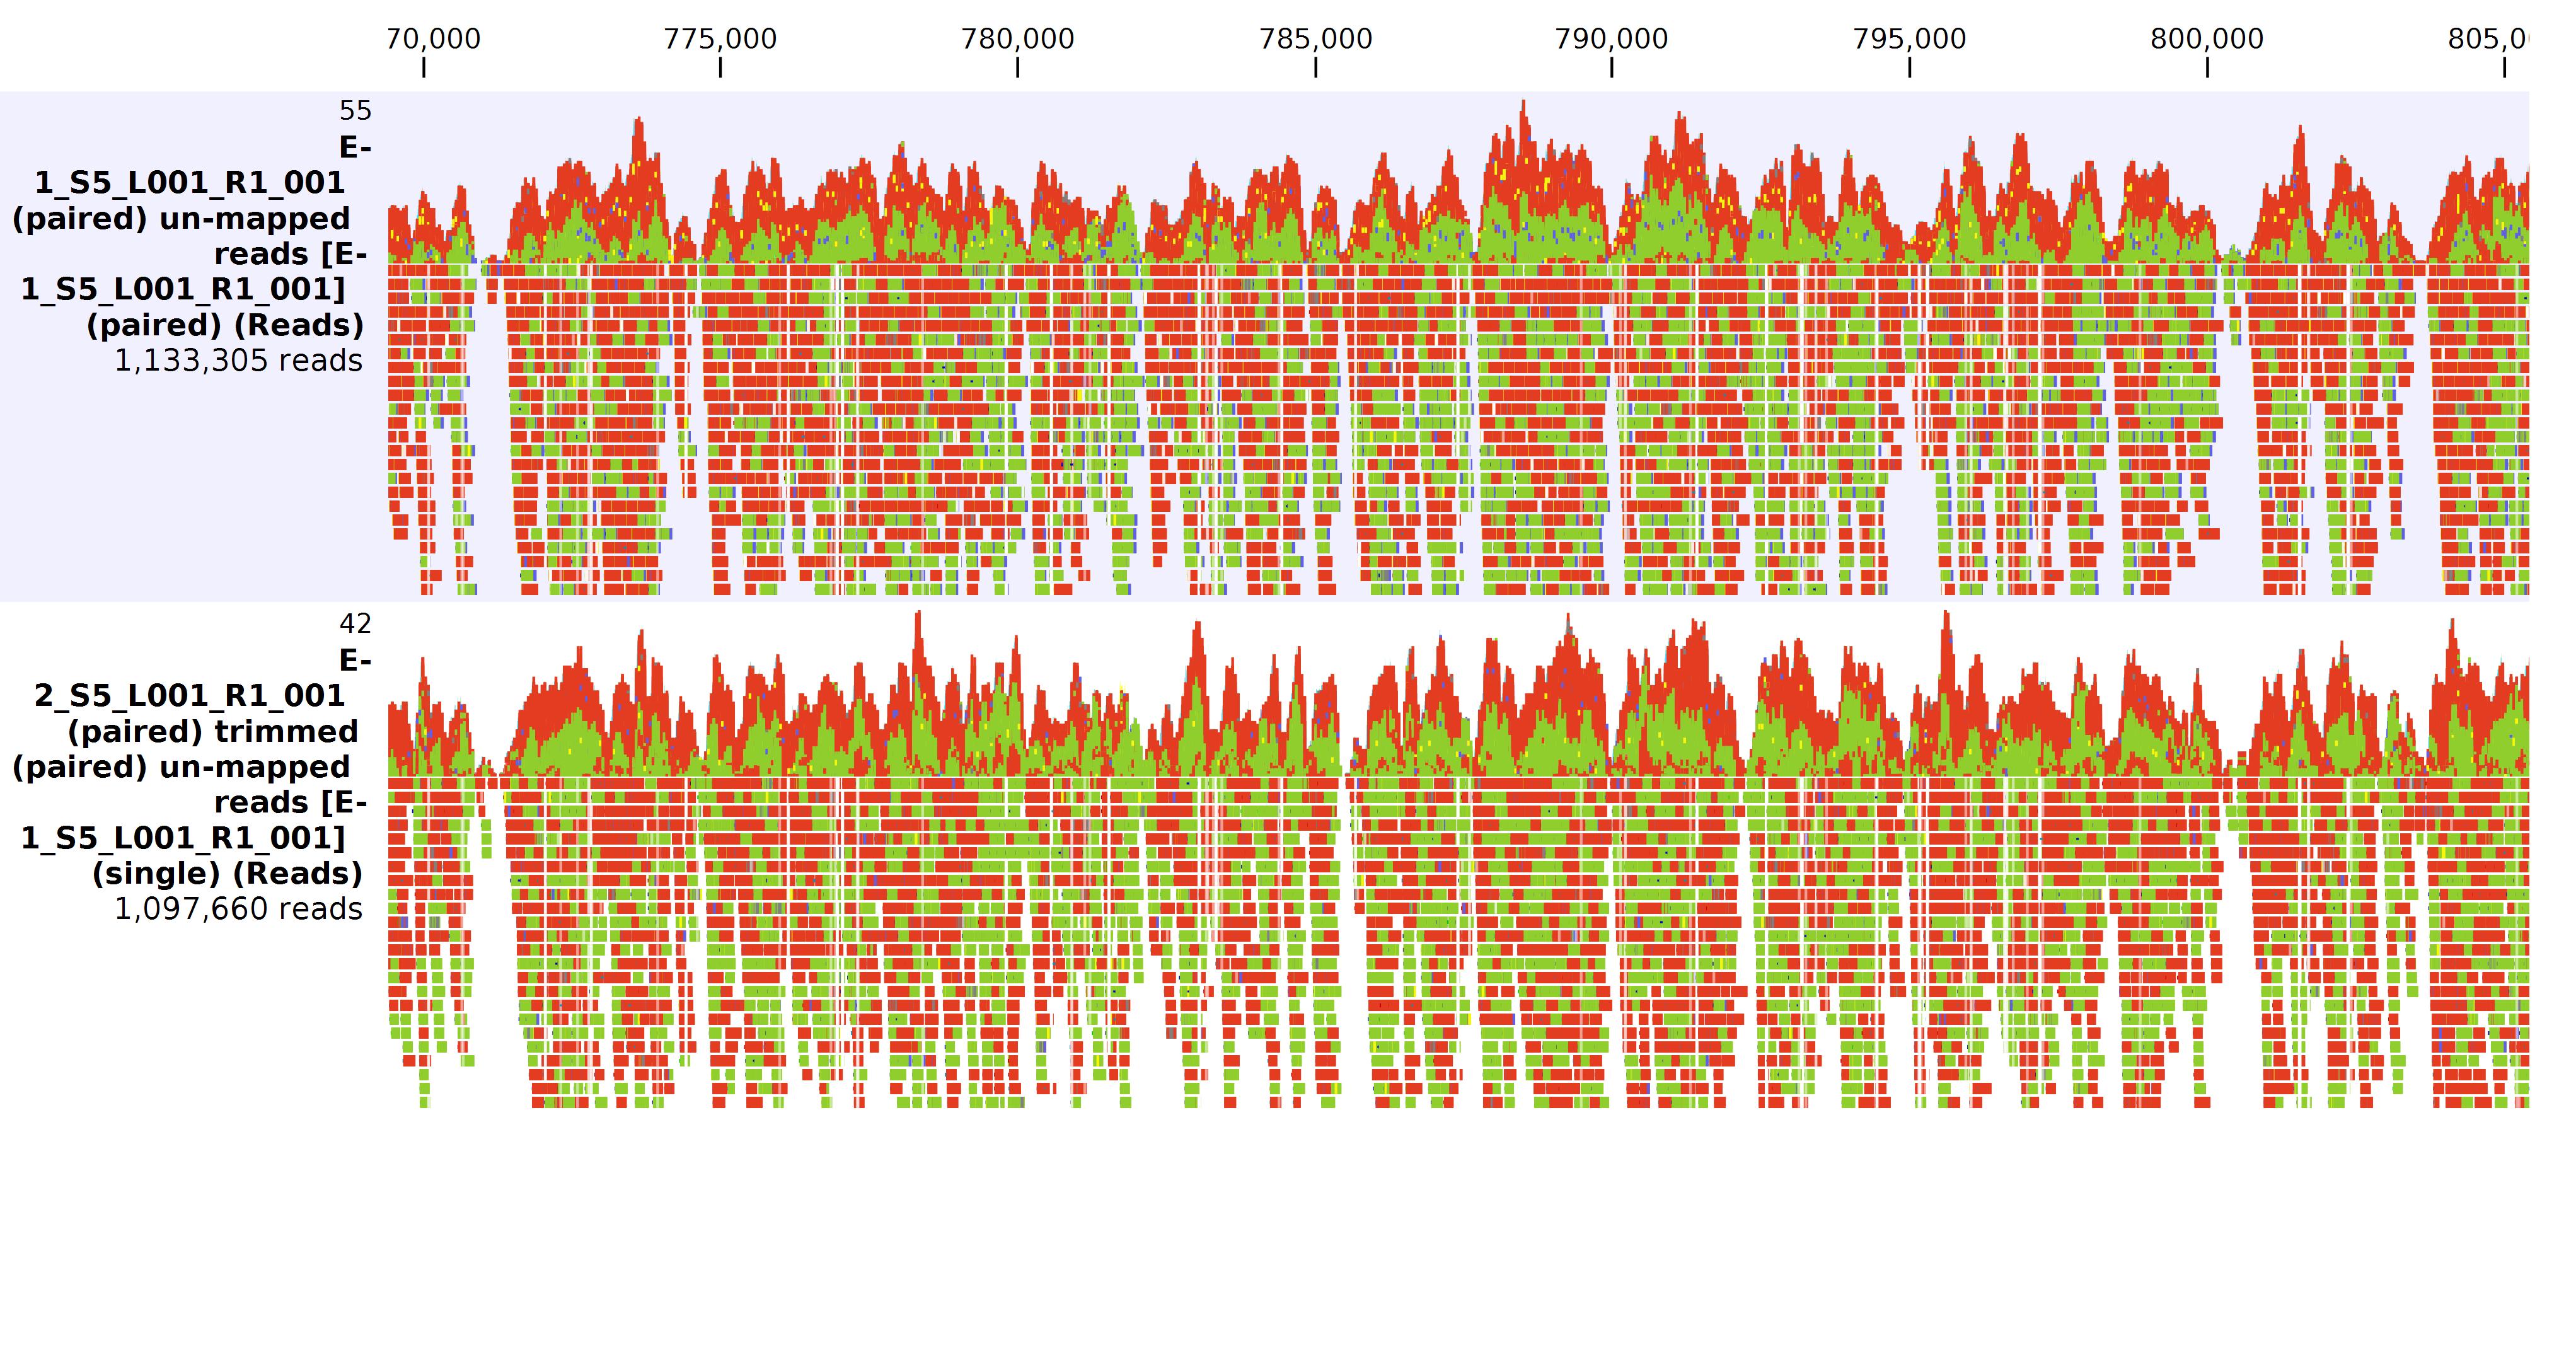 70,000 775,000 780,000 785,000 790,000 795,000 800,000 805,0
55
E-
1_S5_L001_R1_001
(paired) un-mapped
reads [E-
1_S5_L001_R1_001]
(paired) (Reads)
1,133,305 reads
42
E-
2_S5_L001_R1_001
(paired) trimmed
(paired) un-mapped
reads [E-
1_S5_L001_R1_001]
(single) (Reads)
1,097,660 reads